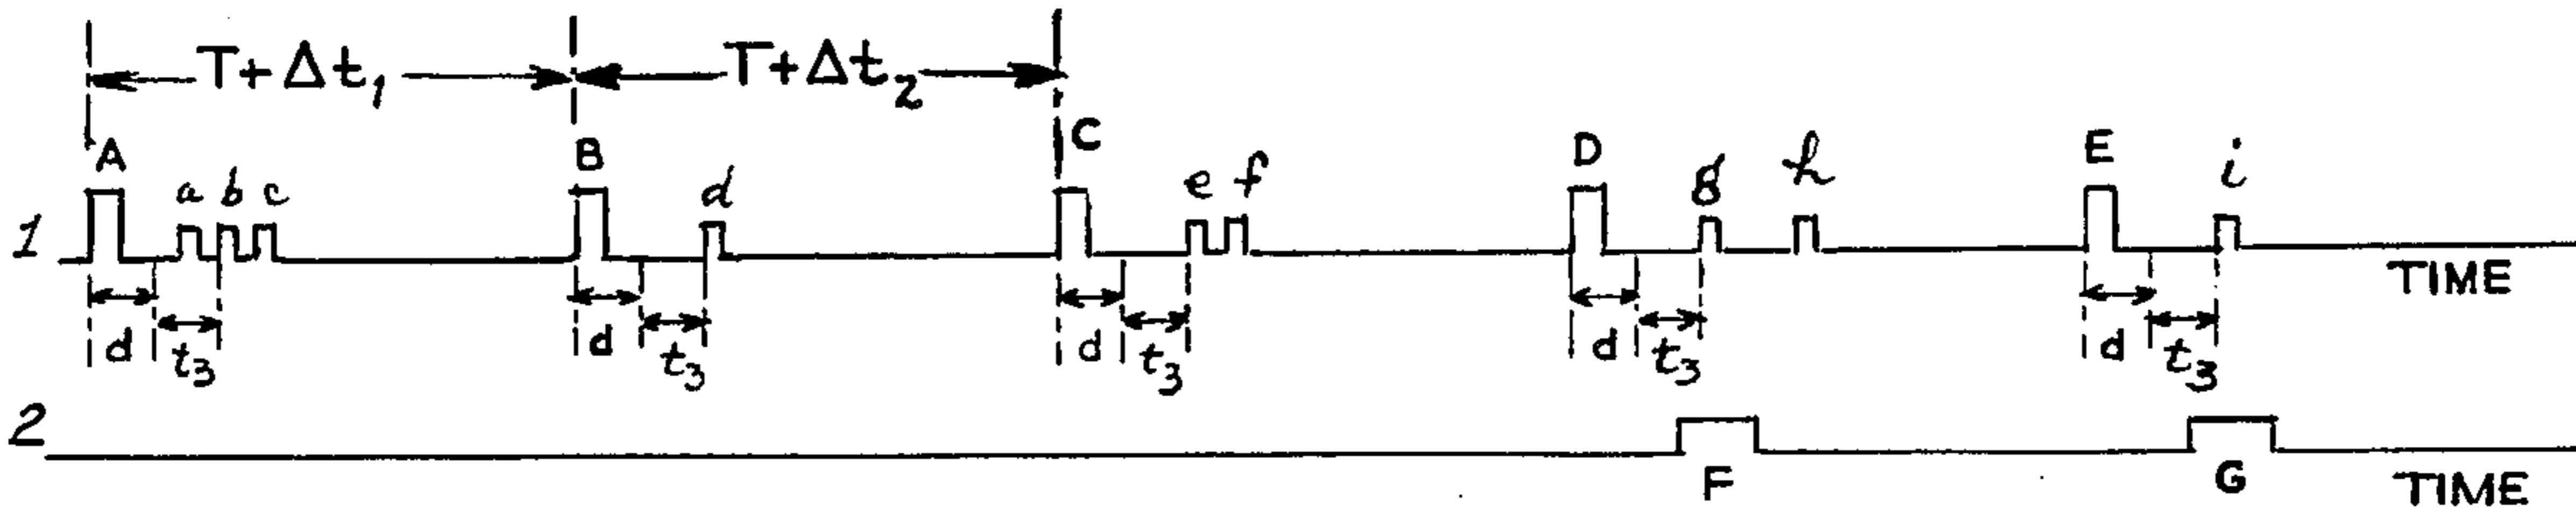 T+Δt₁ T+Δt₂
A B C D E
a b c d e f g h i
1
TIME
d t₃ d t₃ d t₃ d t₃ d t₃
2
F G
TIME